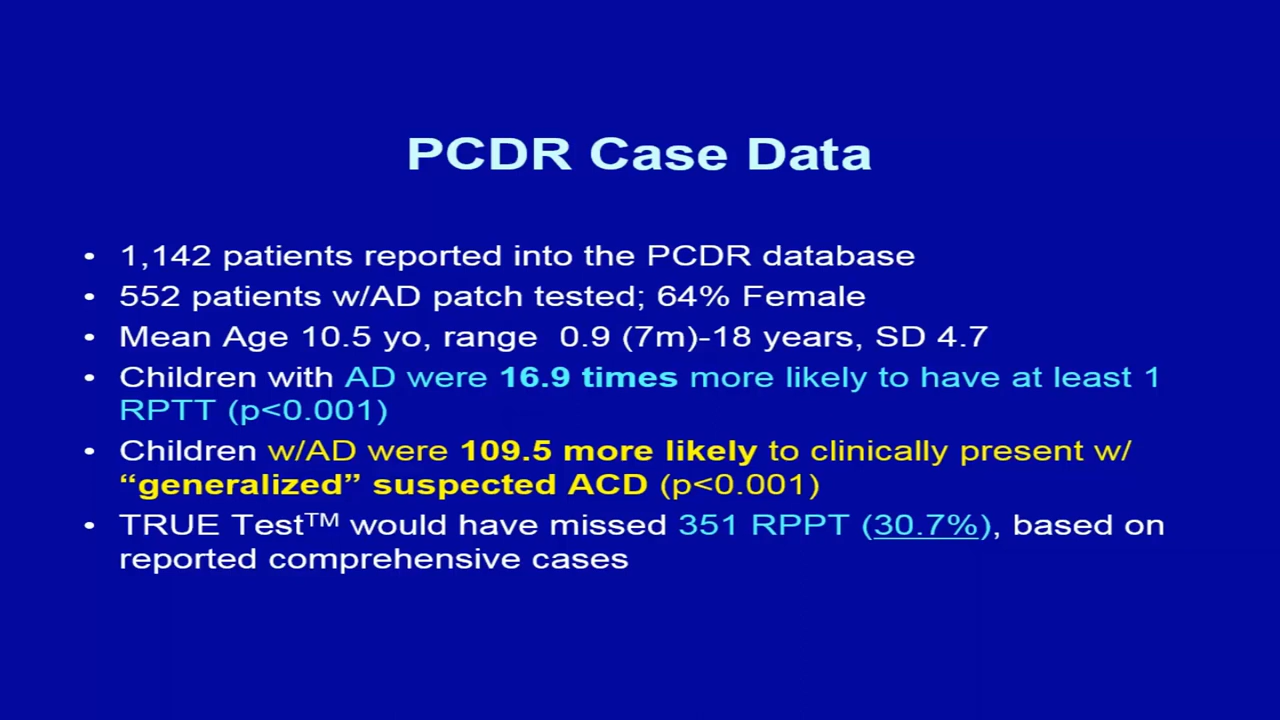 PCDR Case Data
• 1,142 patients reported into the PCDR database
• 552 patients w/AD patch tested; 64% Female
• Mean Age 10.5 yo, range  0.9 (7m)-18 years, SD 4.7
• Children with AD were 16.9 times more likely to have at least 1
RPTT (p<0.001)
• Children w/AD were 109.5 more likely to clinically present w/
“generalized” suspected ACD (p<0.001)
• TRUE Test™ would have missed 351 RPPT (30.7%), based on
reported comprehensive cases